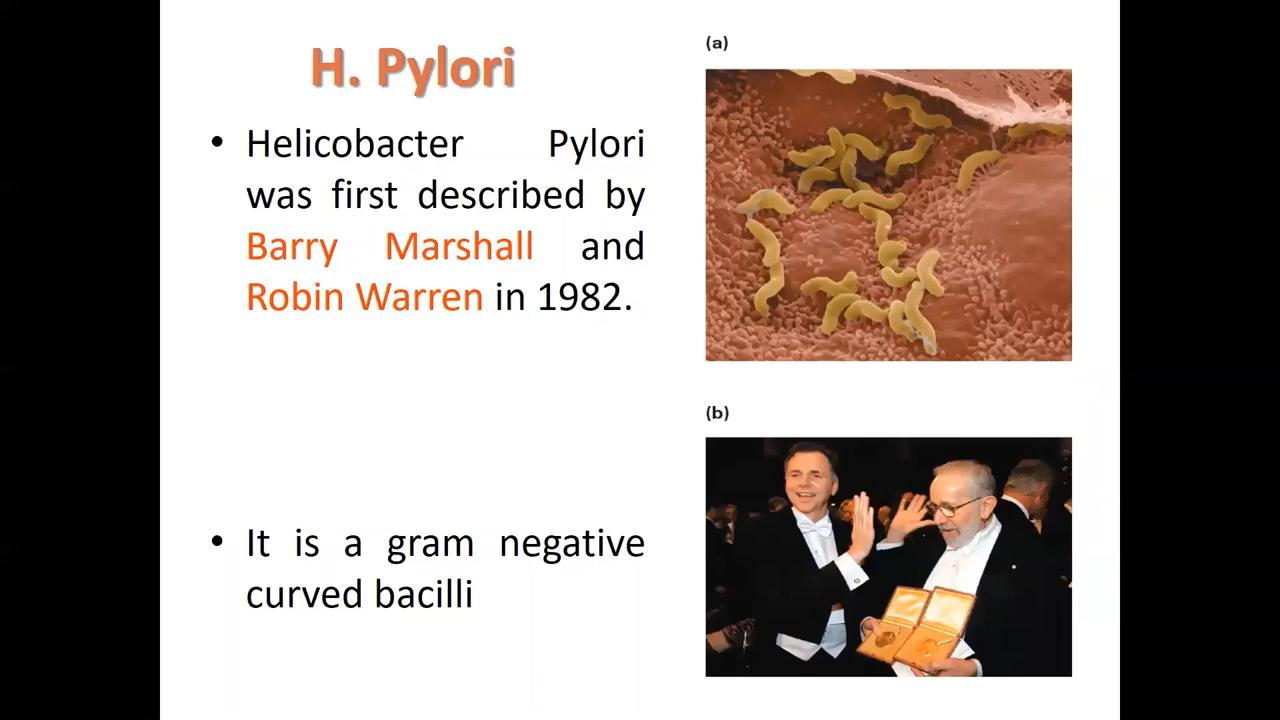 H. Pylori
• Helicobacter Pylori
was first described by
Barry Marshall and
Robin Warren in 1982.
• It is a gram negative
curved bacilli
(a)
(b)